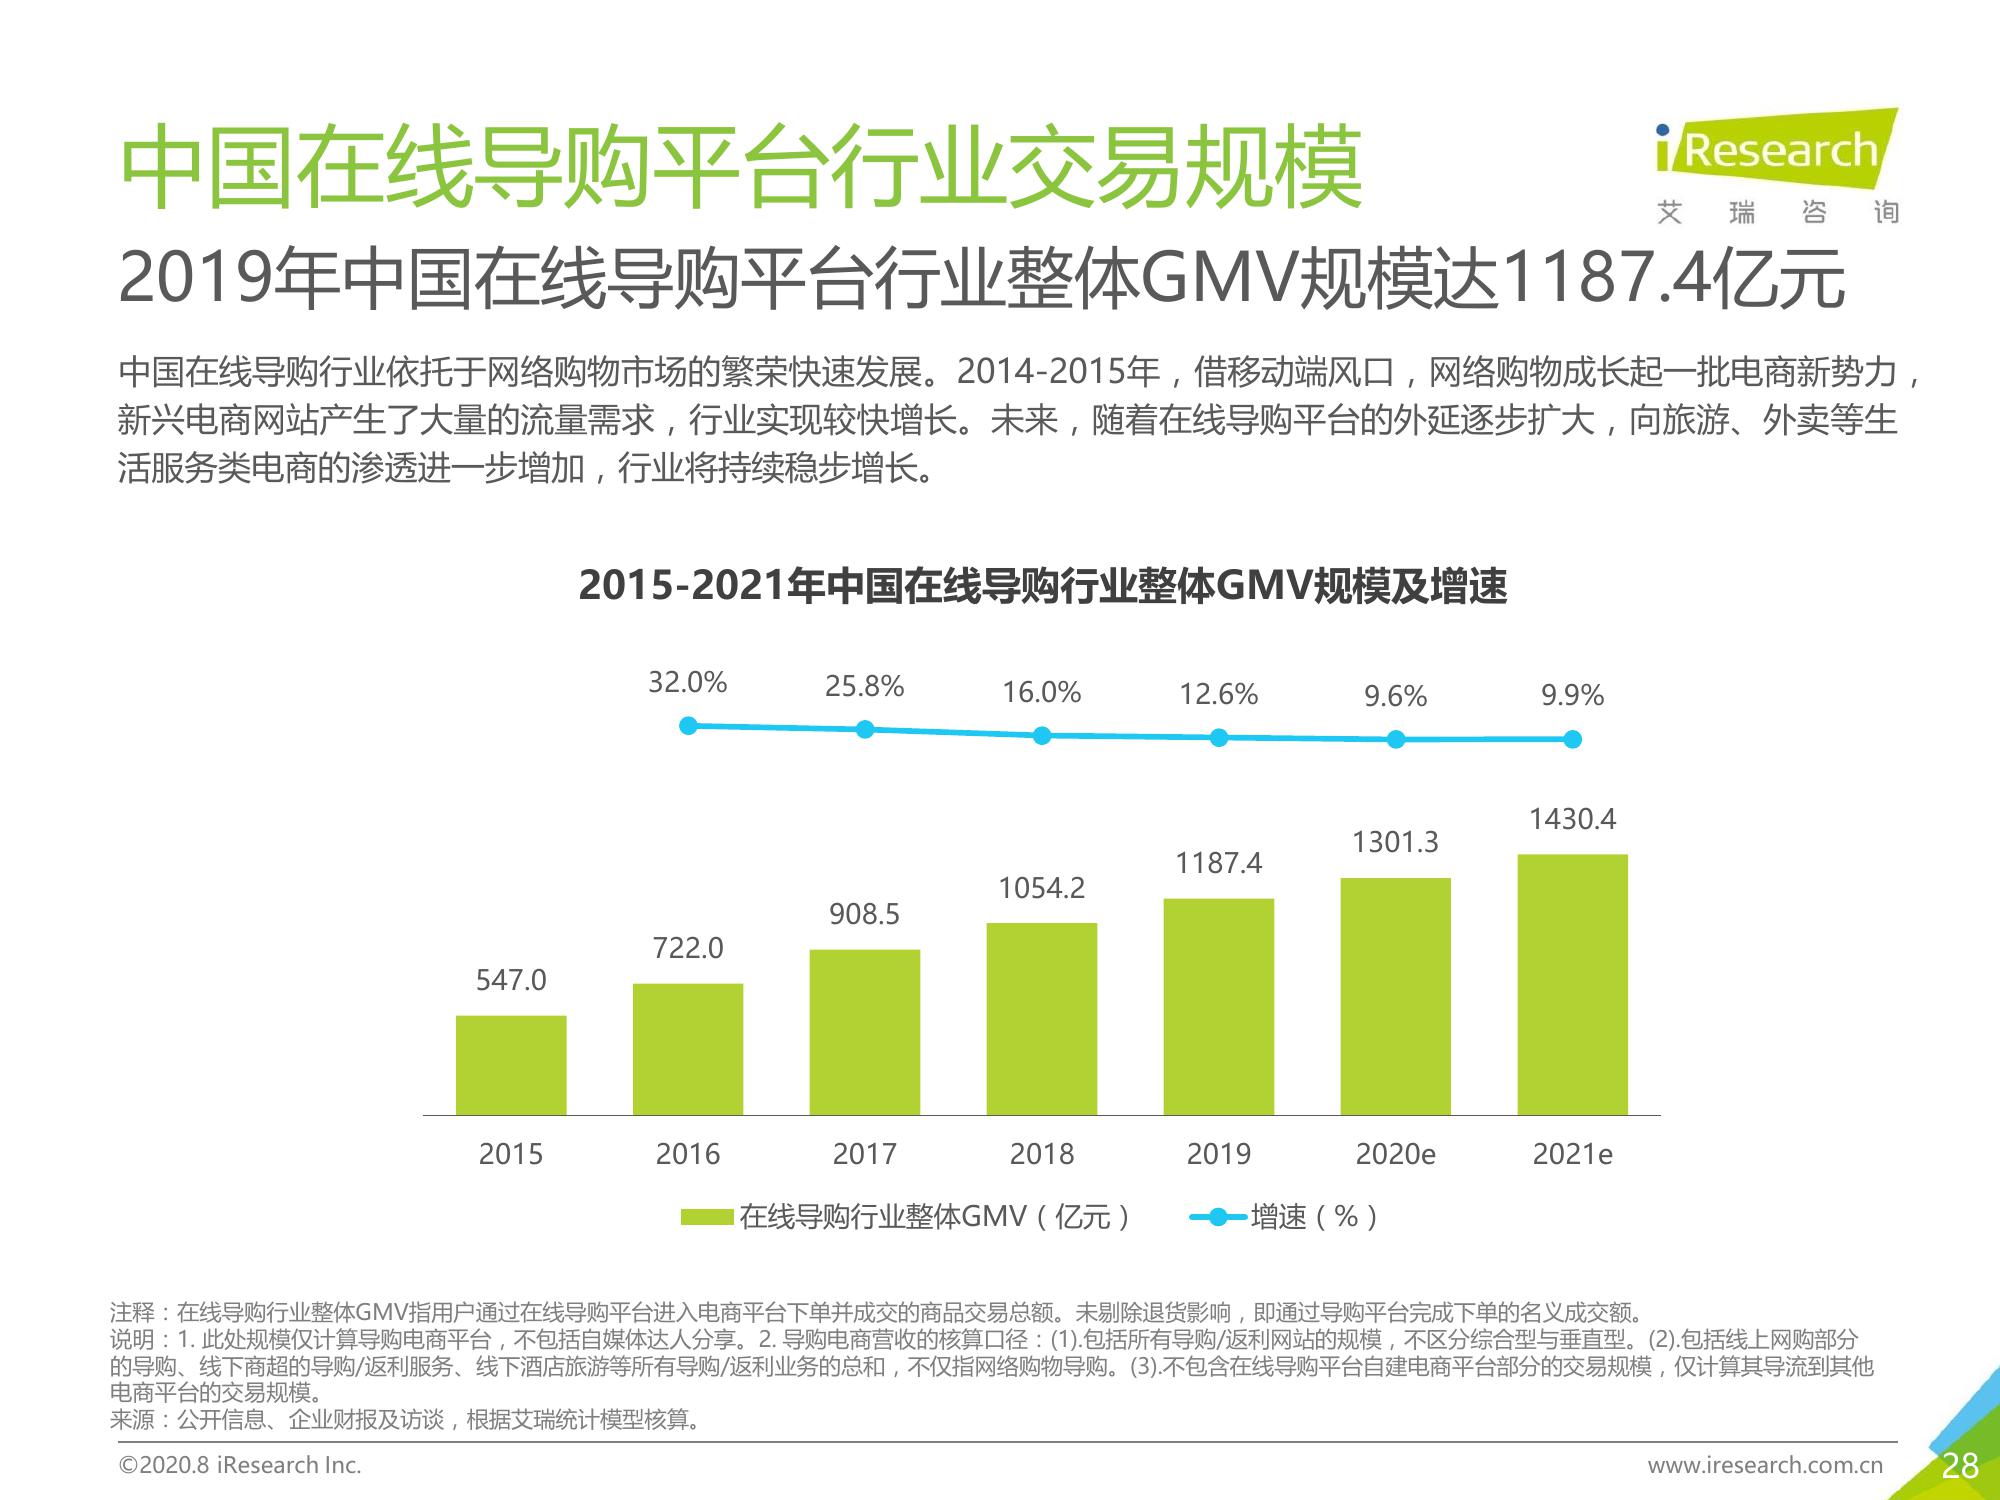 中国在线导购平台行业交易规模
iResearch
艾瑞咨询
2019年中国在线导购平台行业整体GMV规模达1187.4亿元
中国在线导购行业依托于网络购物市场的繁荣快速发展。2014-2015年，借移动端风口，网络购物成长起一批电商新势力，
新兴电商网站产生了大量的流量需求，行业实现较快增长。未来，随着在线导购平台的外延逐步扩大，向旅游、外卖等生
活服务类电商的渗透进一步增加，行业将持续稳步增长。
2015-2021年中国在线导购行业整体GMV规模及增速
32.0% 25.8% 16.0% 12.6% 9.6% 9.9%
547.0 722.0 908.5 1054.2 1187.4 1301.3 1430.4
2015 2016 2017 2018 2019 2020e 2021e
在线导购行业整体GMV（亿元） 增速（%）
注释：在线导购行业整体GMV指用户通过在线导购平台进入电商平台下单并成交的商品交易总额。未剔除退货影响，即通过导购平台完成下单的名义成交额。
说明：1. 此处规模仅计算导购电商平台，不包括自媒体达人分享。2. 导购电商营收的核算口径：(1).包括所有导购/返利网站的规模，不区分综合型与垂直型。(2).包括线上网购部分
的导购、线下商超的导购/返利服务、线下酒店旅游等所有导购/返利业务的总和，不仅指网络购物导购。(3).不包含在线导购平台自建电商平台部分的交易规模，仅计算其导流到其他
电商平台的交易规模。
来源：公开信息、企业财报及访谈，根据艾瑞统计模型核算。
©2020.8 iResearch Inc.
www.iresearch.com.cn
28